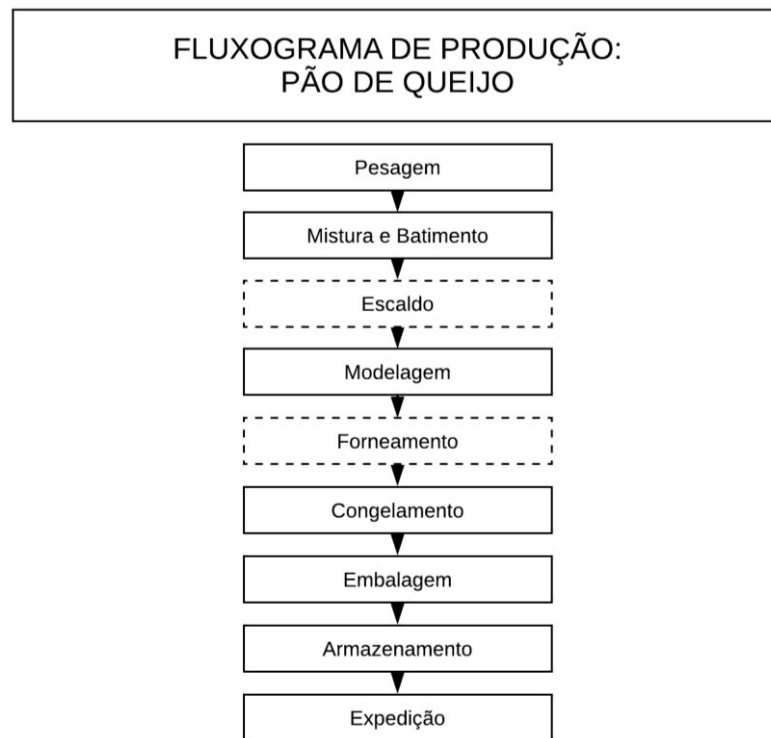 FLUXOGRAMA DE PRODUÇÃO:
PÃO DE QUEIJO
Pesagem
Mistura e Batimento
Escaldo
Modelagem
Forneamento
Congelamento
Embalagem
Armazenamento
Expedição